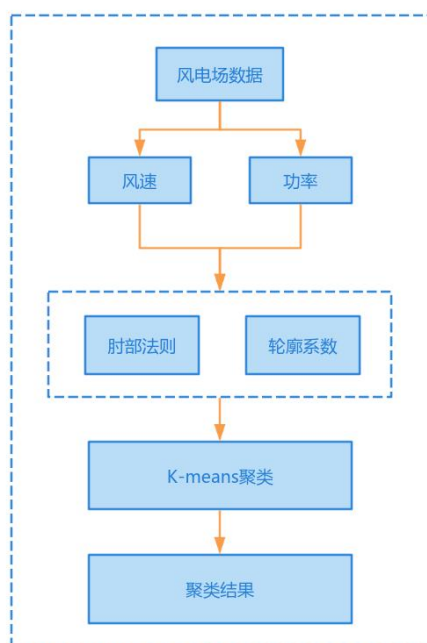 风电场数据
风速
功率
肘部法则
轮廓系数
K-means聚类
聚类结果